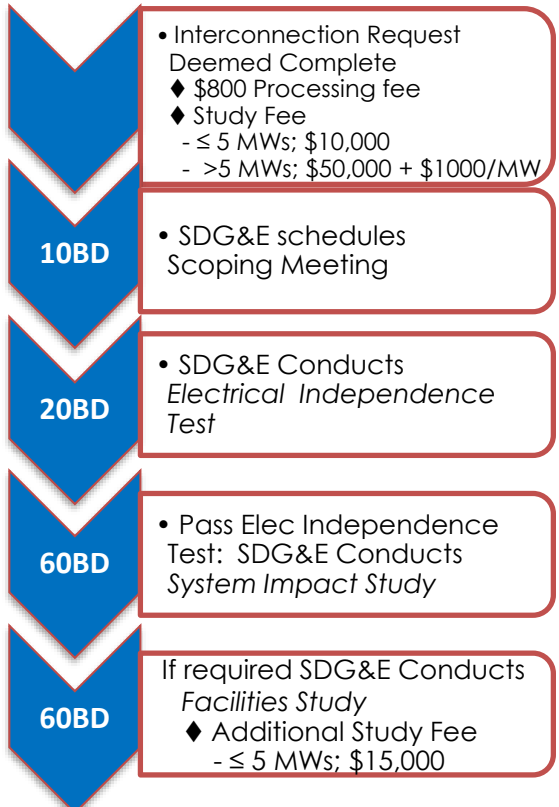 • Interconnection Request
Deemed Complete
♦ $800 Processing fee
♦ Study Fee
- ≤ 5 MWs; $10,000
- >5 MWs; $50,000 + $1000/MW
10BD
• SDG&E schedules
Scoping Meeting
20BD
• SDG&E Conducts
Electrical Independence
Test
60BD
• Pass Elec Independence
Test: SDG&E Conducts
System Impact Study
60BD
If required SDG&E Conducts
Facilities Study
♦ Additional Study Fee
- ≤ 5 MWs; $15,000